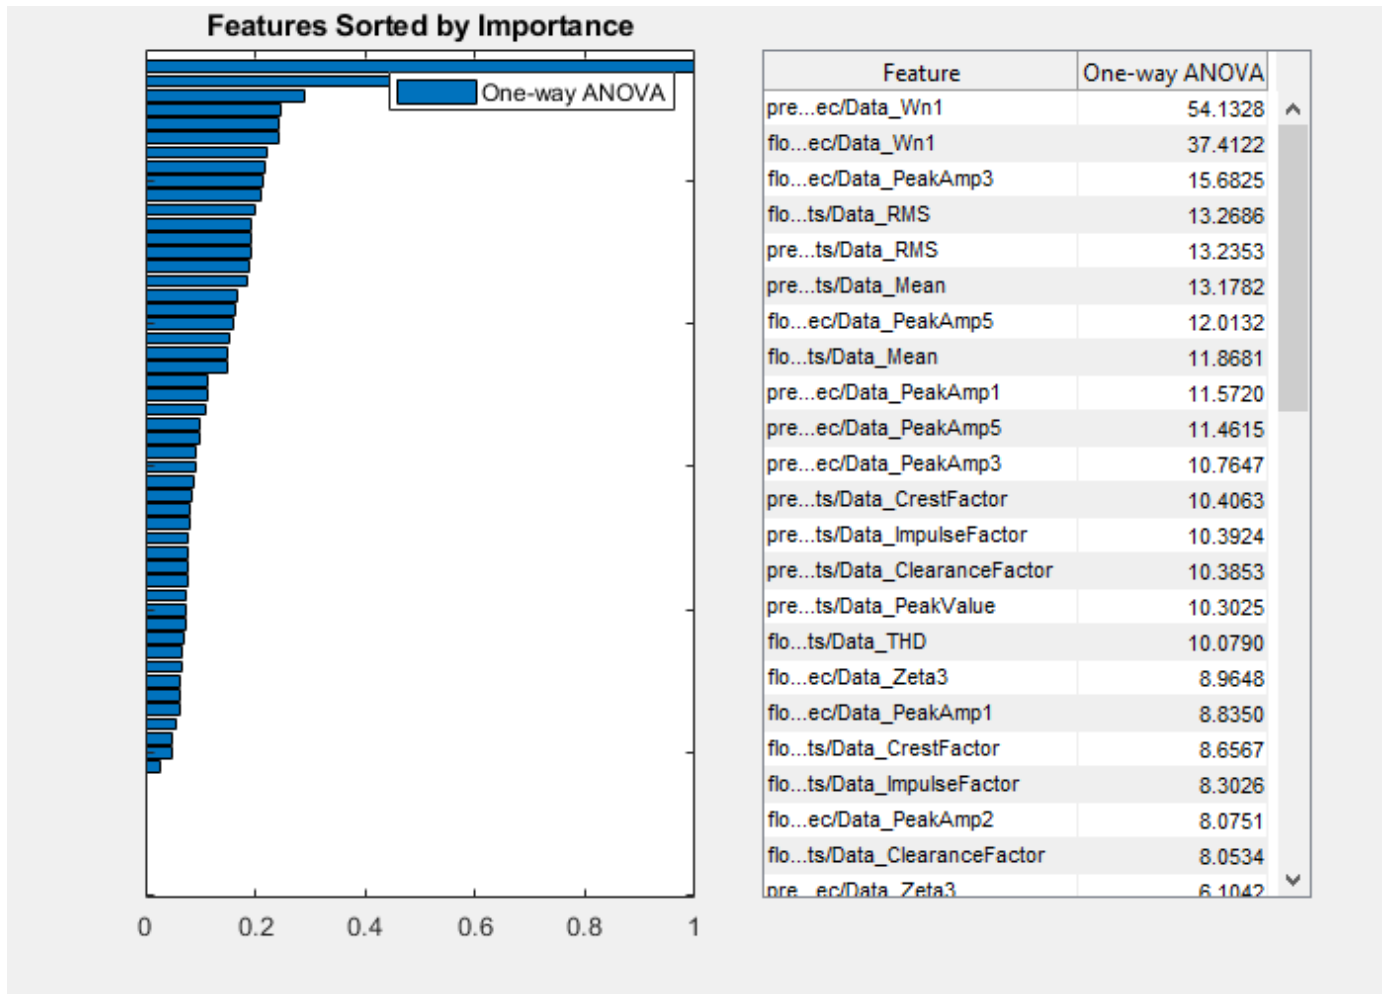 Features Sorted by Importance
One-way ANOVA
0 0.2 0.4 0.6 0.8 1
Feature One-way ANOVA
pre...ec/Data_Wn1 54.1328
flo...ec/Data_Wn1 37.4122
flo...ec/Data_PeakAmp3 15.6825
flo...ts/Data_RMS 13.2686
pre...ts/Data_RMS 13.2353
pre...ts/Data_Mean 13.1782
flo...ec/Data_PeakAmp5 12.0132
flo...ts/Data_Mean 11.8681
pre...ec/Data_PeakAmp1 11.5720
pre...ec/Data_PeakAmp5 11.4615
pre...ec/Data_PeakAmp3 10.7647
pre...ts/Data_CrestFactor 10.4063
pre...ts/Data_ImpulseFactor 10.3924
pre...ts/Data_ClearanceFactor 10.3853
pre...ts/Data_PeakValue 10.3025
flo...ts/Data_THD 10.0790
flo...ec/Data_Zeta3 8.9648
flo...ec/Data_PeakAmp1 8.8350
flo...ts/Data_CrestFactor 8.6567
flo...ts/Data_ImpulseFactor 8.3026
flo...ec/Data_PeakAmp2 8.0751
flo...ts/Data_ClearanceFactor 8.0534
pre...ec/Data_Zeta3 6.1042